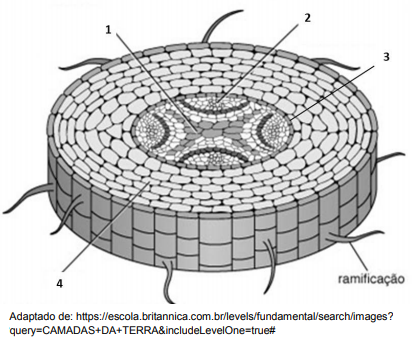 1
2
3
4
ramificação
Adaptado de: https://escola.britannica.com.br/levels/fundamental/search/images?
query=CAMADAS+DA+TERRA&includeLevelOne=true#